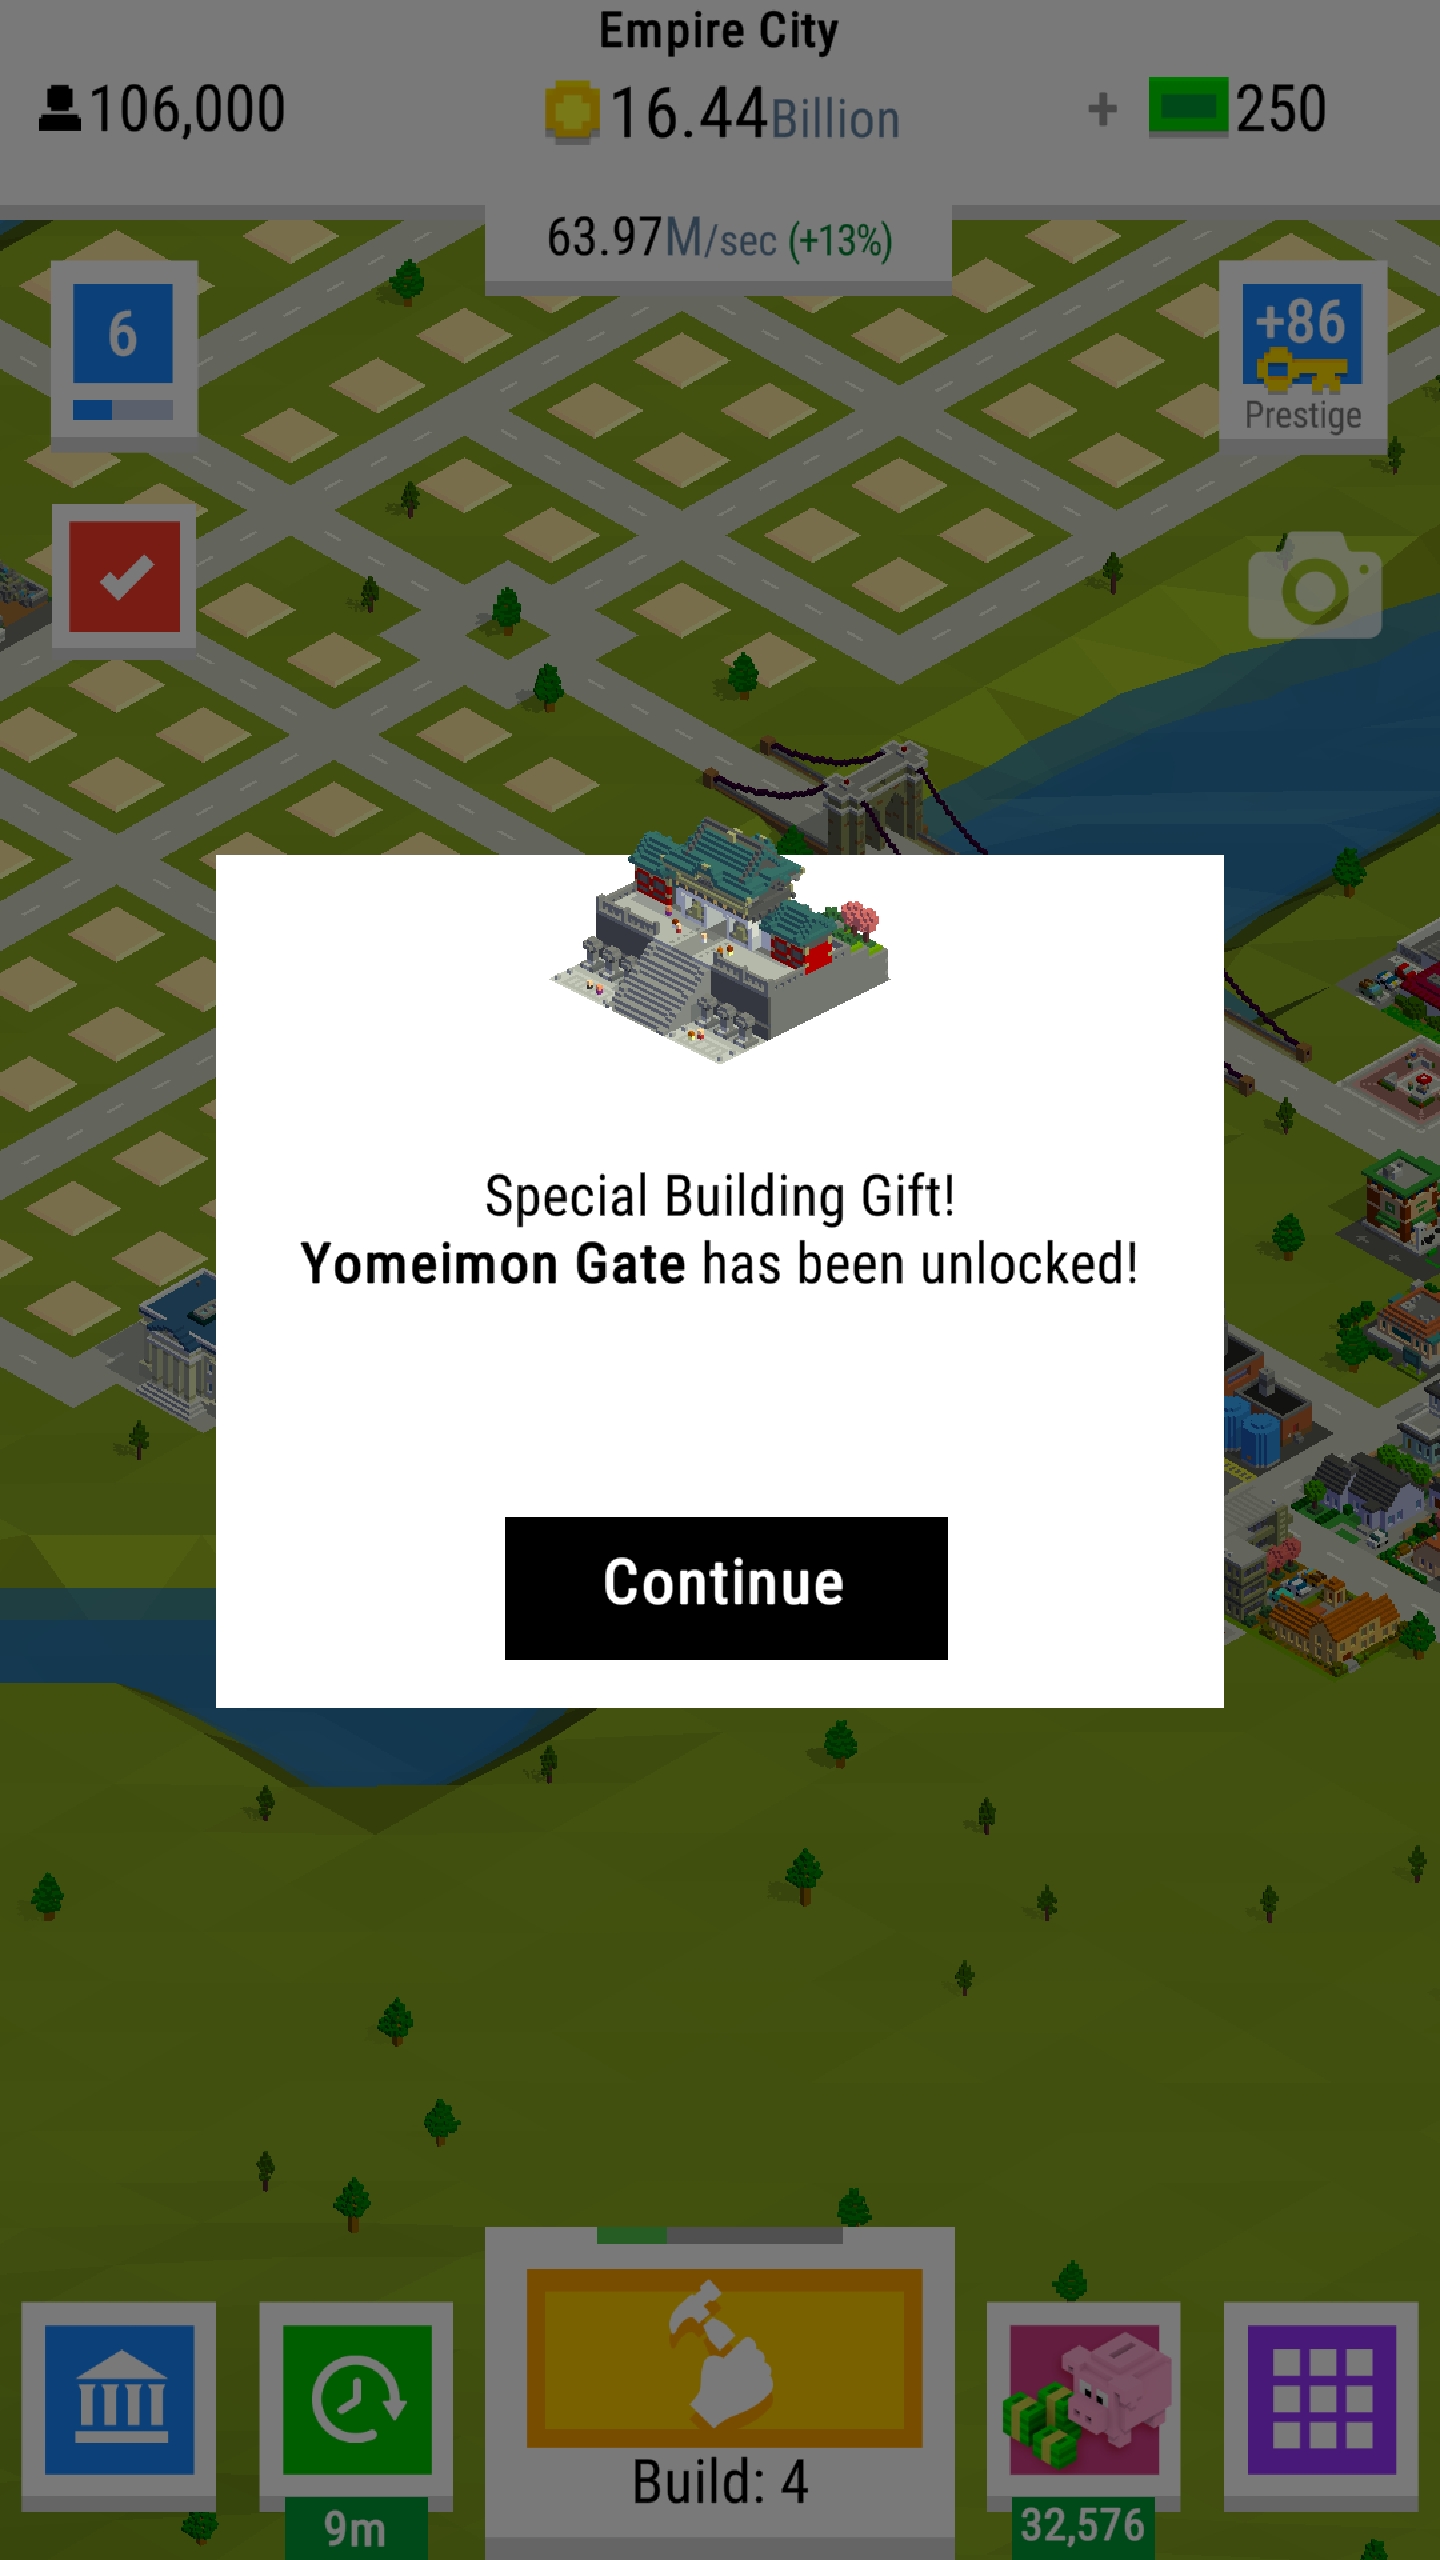 Empire City
106,000
16.44Billion
+ 250
63.97M/sec (+13%)
6
+86
Prestige
Special Building Gift!
Yomeimon Gate has been unlocked!
Continue
Build: 4
9m
32,576